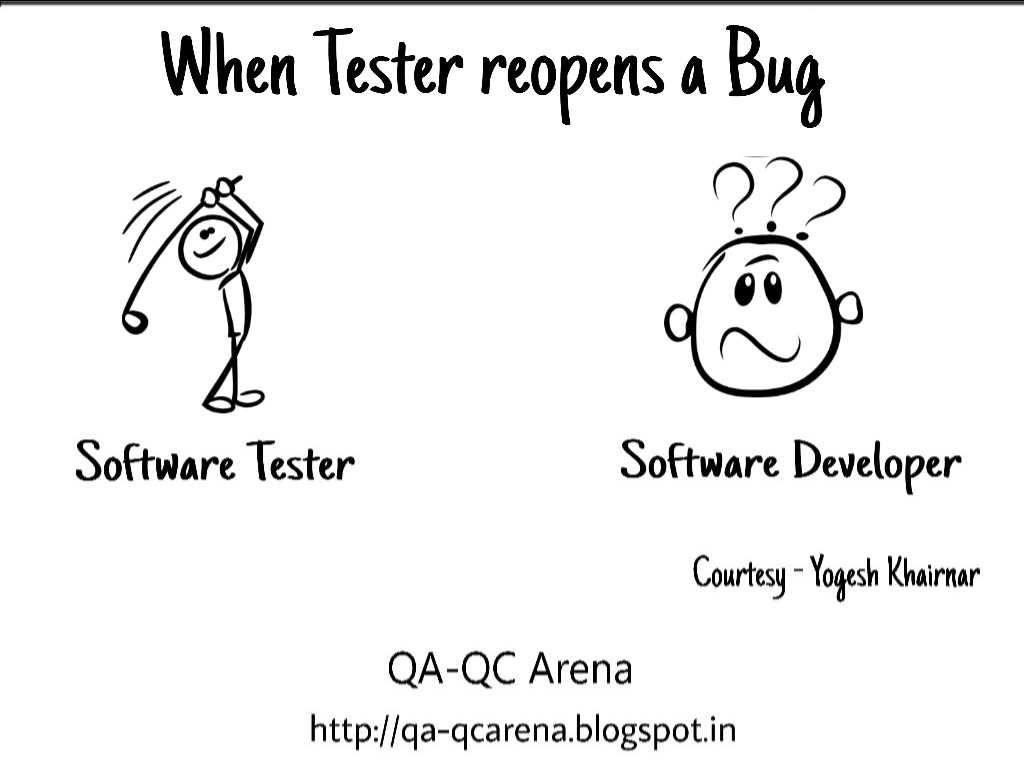 When Tester reopens a Bug
???
Software Tester
Software Developer
Courtesy - Yogesh Khairnar
QA-QC Arena
http://qa-qcarena.blogspot.in